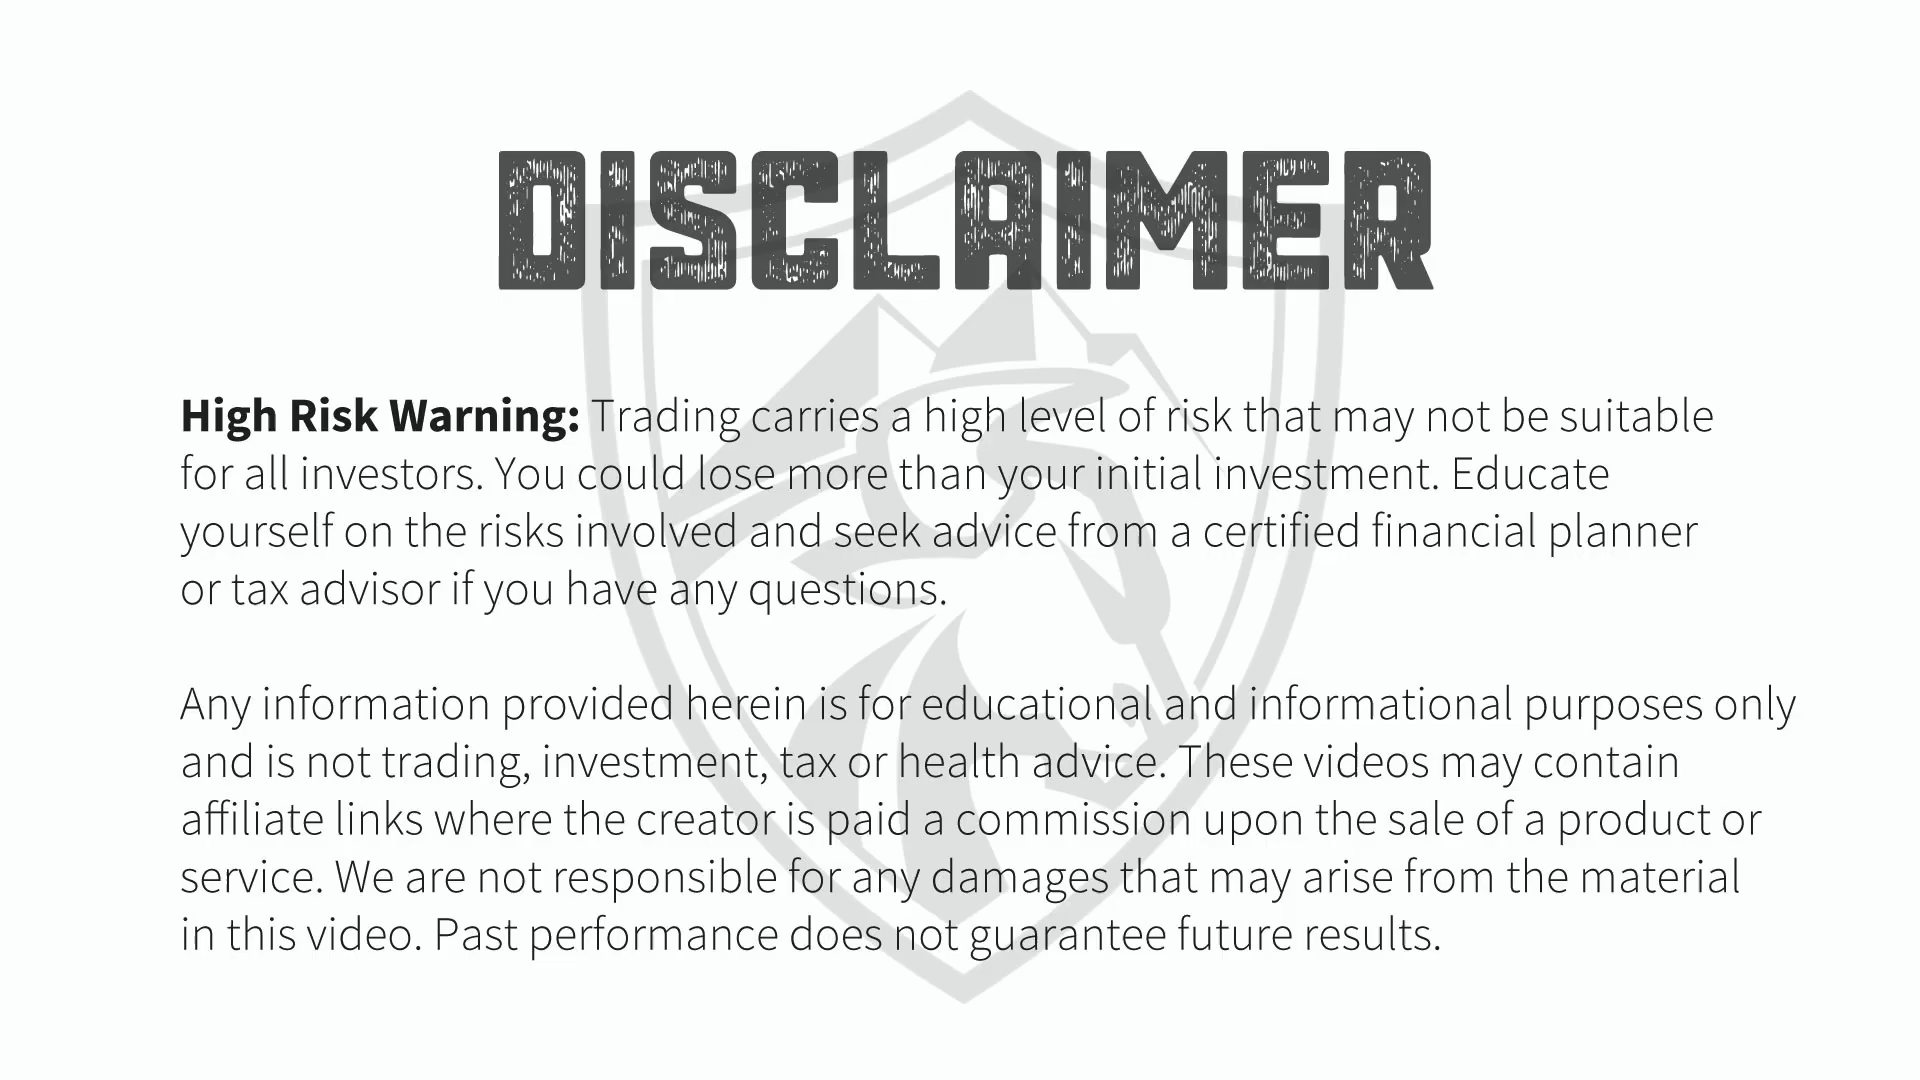 DISCLAIMER
High Risk Warning: Trading carries a high level of risk that may not be suitable
for all investors. You could lose more than your initial investment. Educate
yourself on the risks involved and seek advice from a certified financial planner
or tax advisor if you have any questions.
Any information provided herein is for educational and informational purposes only
and is not trading, investment, tax or health advice. These videos may contain
affiliate links where the creator is paid a commission upon the sale of a product or
service. We are not responsible for any damages that may arise from the material
in this video. Past performance does not guarantee future results.